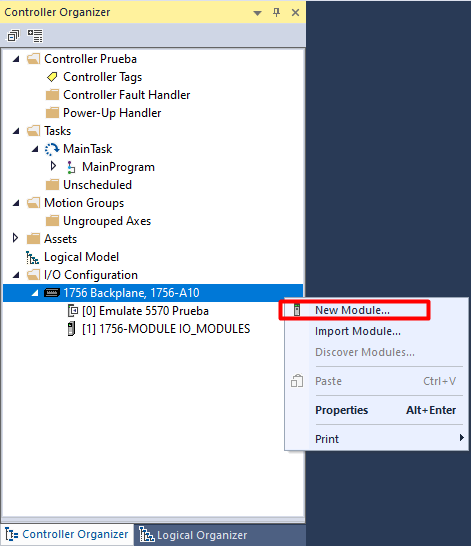 Controller Organizer
Controller Prueba
Controller Tags
Controller Fault Handler
Power-Up Handler
Tasks
MainTask
MainProgram
Unscheduled
Motion Groups
Ungrouped Axes
Assets
Logical Model
I/O Configuration
1756 Backplane, 1756-A10
[0] Emulate 5570 Prueba
New Module...
[1] 1756-MODULE IO_MODULES
Import Module...
Discover Modules...
Paste Ctrl+V
Properties Alt+Enter
Print
Controller Organizer Logical Organizer